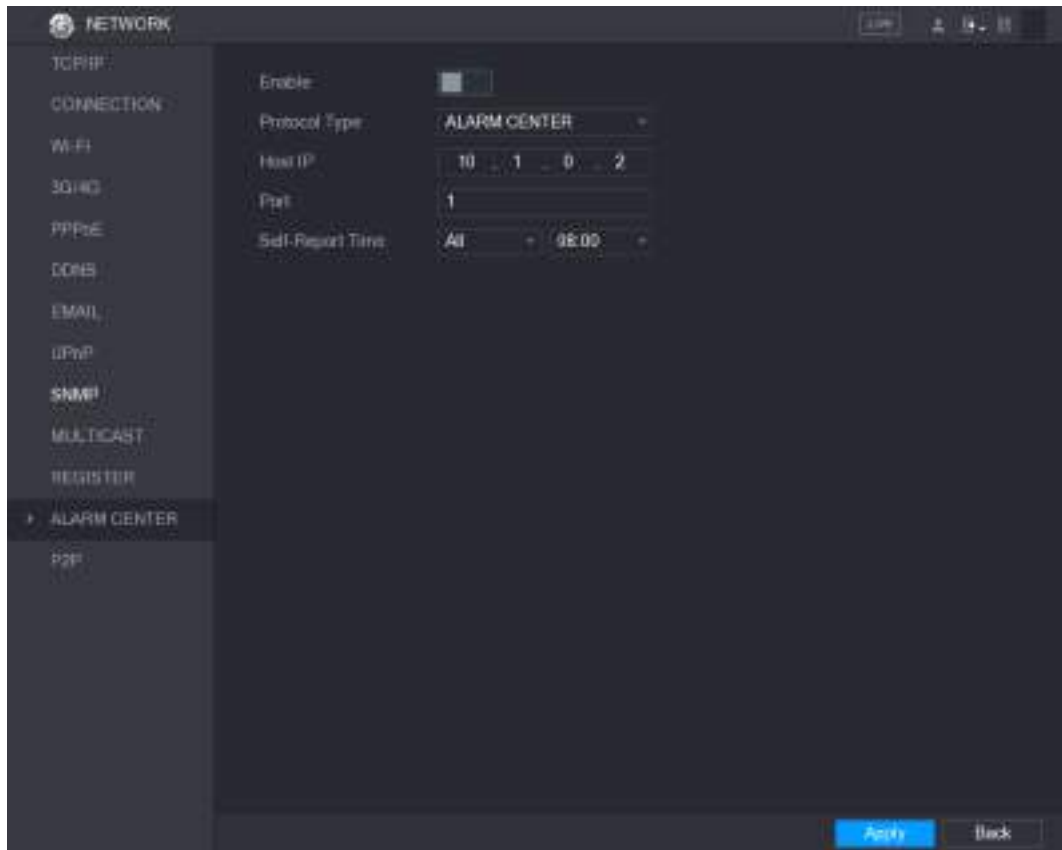 NETWORK
LIVE
TCP/IP
CONNECTION
WI-FI
3G/4G
PPPoE
DDNS
EMAIL
UPnP
SNMP
MULTICAST
REGISTER
ALARM CENTER
P2P
Enable
Protocol Type ALARM CENTER
Host IP 10 . 1 . 0 . 2
Port 1
Self-Report Time All 08:00
Apply Back